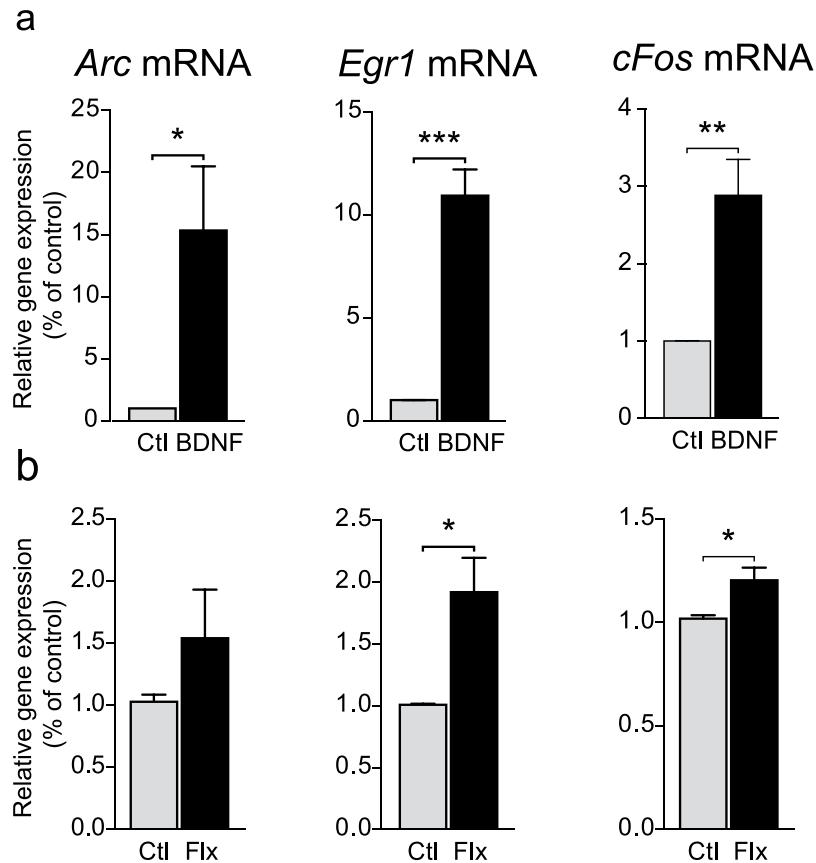 a
Arc mRNA
Egr1 mRNA
cFos mRNA
Relative gene expression
(% of control)
25
20
15
10
5
0
*
Ctl BDNF
15
10
5
0
***
Ctl BDNF
4
3
2
1
0
**
Ctl BDNF
b
Relative gene expression
(% of control)
2.5
2.0
1.5
1.0
0.5
0.0
Ctl Flx
2.5
2.0
1.5
1.0
0.5
0.0
*
Ctl Flx
1.5
1.0
0.5
0.0
*
Ctl Flx